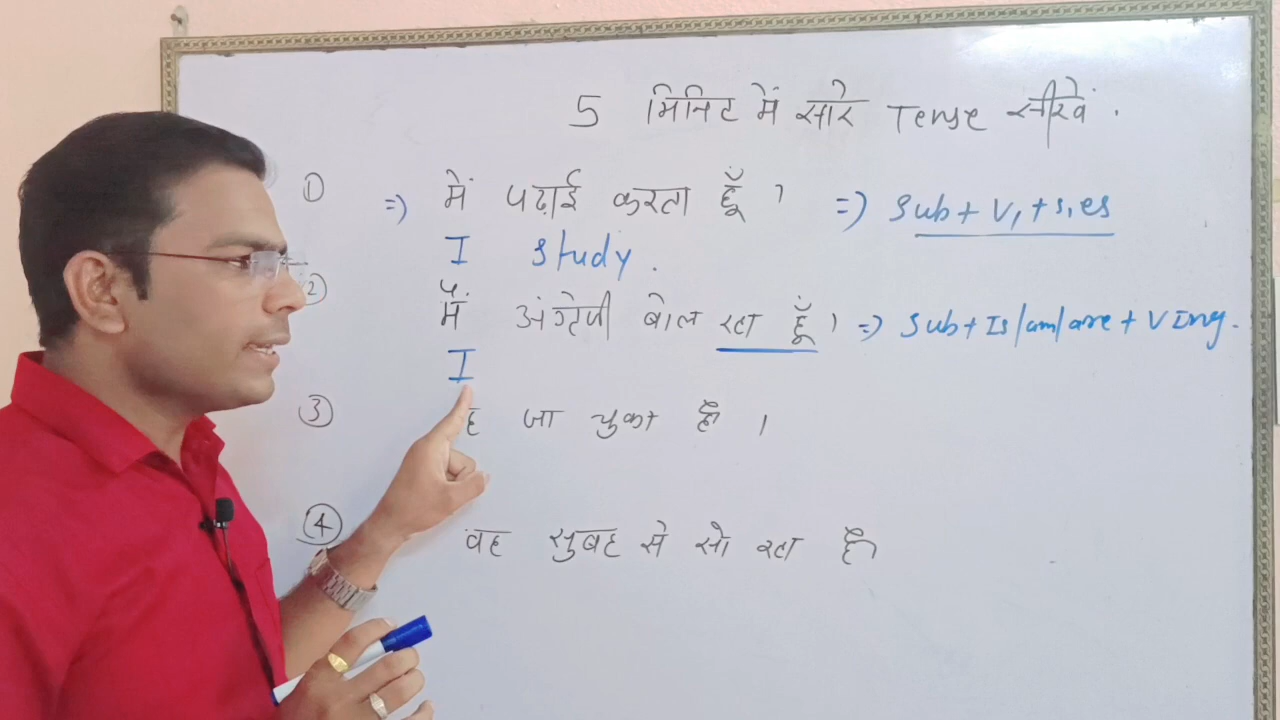 5 मिनिट में सारे Tense सीखें .
① => में पढ़ाई करता हूँ । => Sub + V1 + s, es
I study .
② में अंग्रेजी बोल रहा हूँ । => Sub + Is/am/are + V Ing .
I
③ जा चुका है ।
④ वह सुबह से सो रहा है